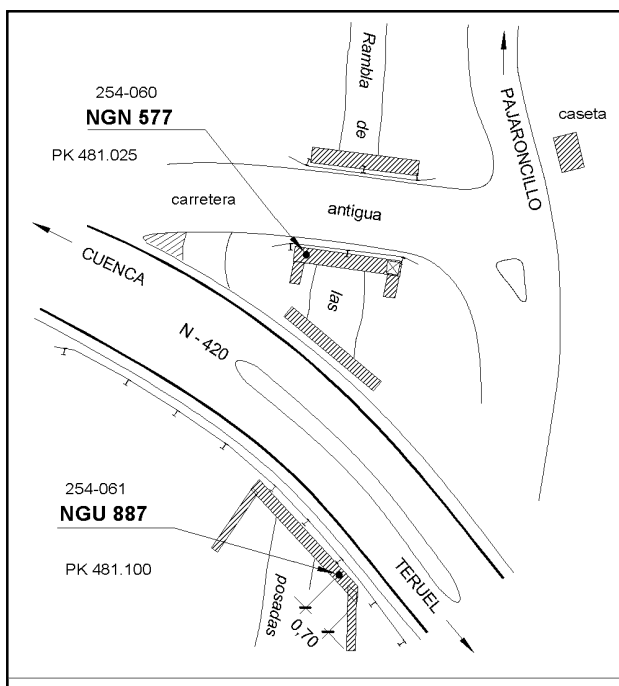 Rambla de
254-060
NGN 577
PK 481.025
PAJARONCILLO
caseta
carretera
antigua
CUENCA
las
N-420
254-061
NGU 887
PK 481.100
posadas
0,70
TERUEL